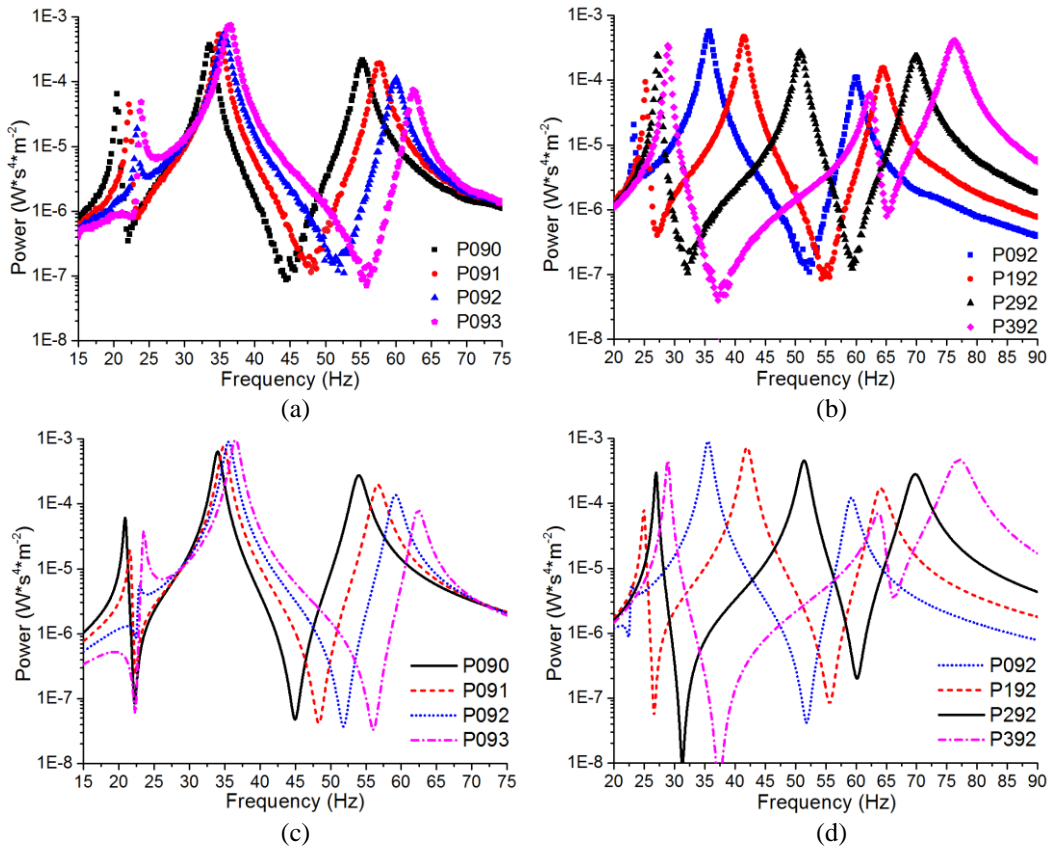 1E-3
1E-4
1E-5
1E-6
1E-7
1E-8
Power (W*s⁴*m⁻²)
P090
P091
P092
P093
15 20 25 30 35 40 45 50 55 60 65 70 75
Frequency (Hz)
(a)
1E-3
1E-4
1E-5
1E-6
1E-7
1E-8
Power (W*s⁴*m⁻²)
P092
P192
P292
P392
20 25 30 35 40 45 50 55 60 65 70 75 80 85 90
Frequency (Hz)
(b)
1E-3
1E-4
1E-5
1E-6
1E-7
1E-8
Power (W*s⁴*m⁻²)
P090
P091
P092
P093
15 20 25 30 35 40 45 50 55 60 65 70 75
Frequency (Hz)
(c)
1E-3
1E-4
1E-5
1E-6
1E-7
1E-8
Power (W*s⁴*m⁻²)
P092
P192
P292
P392
20 25 30 35 40 45 50 55 60 65 70 75 80 85 90
Frequency (Hz)
(d)